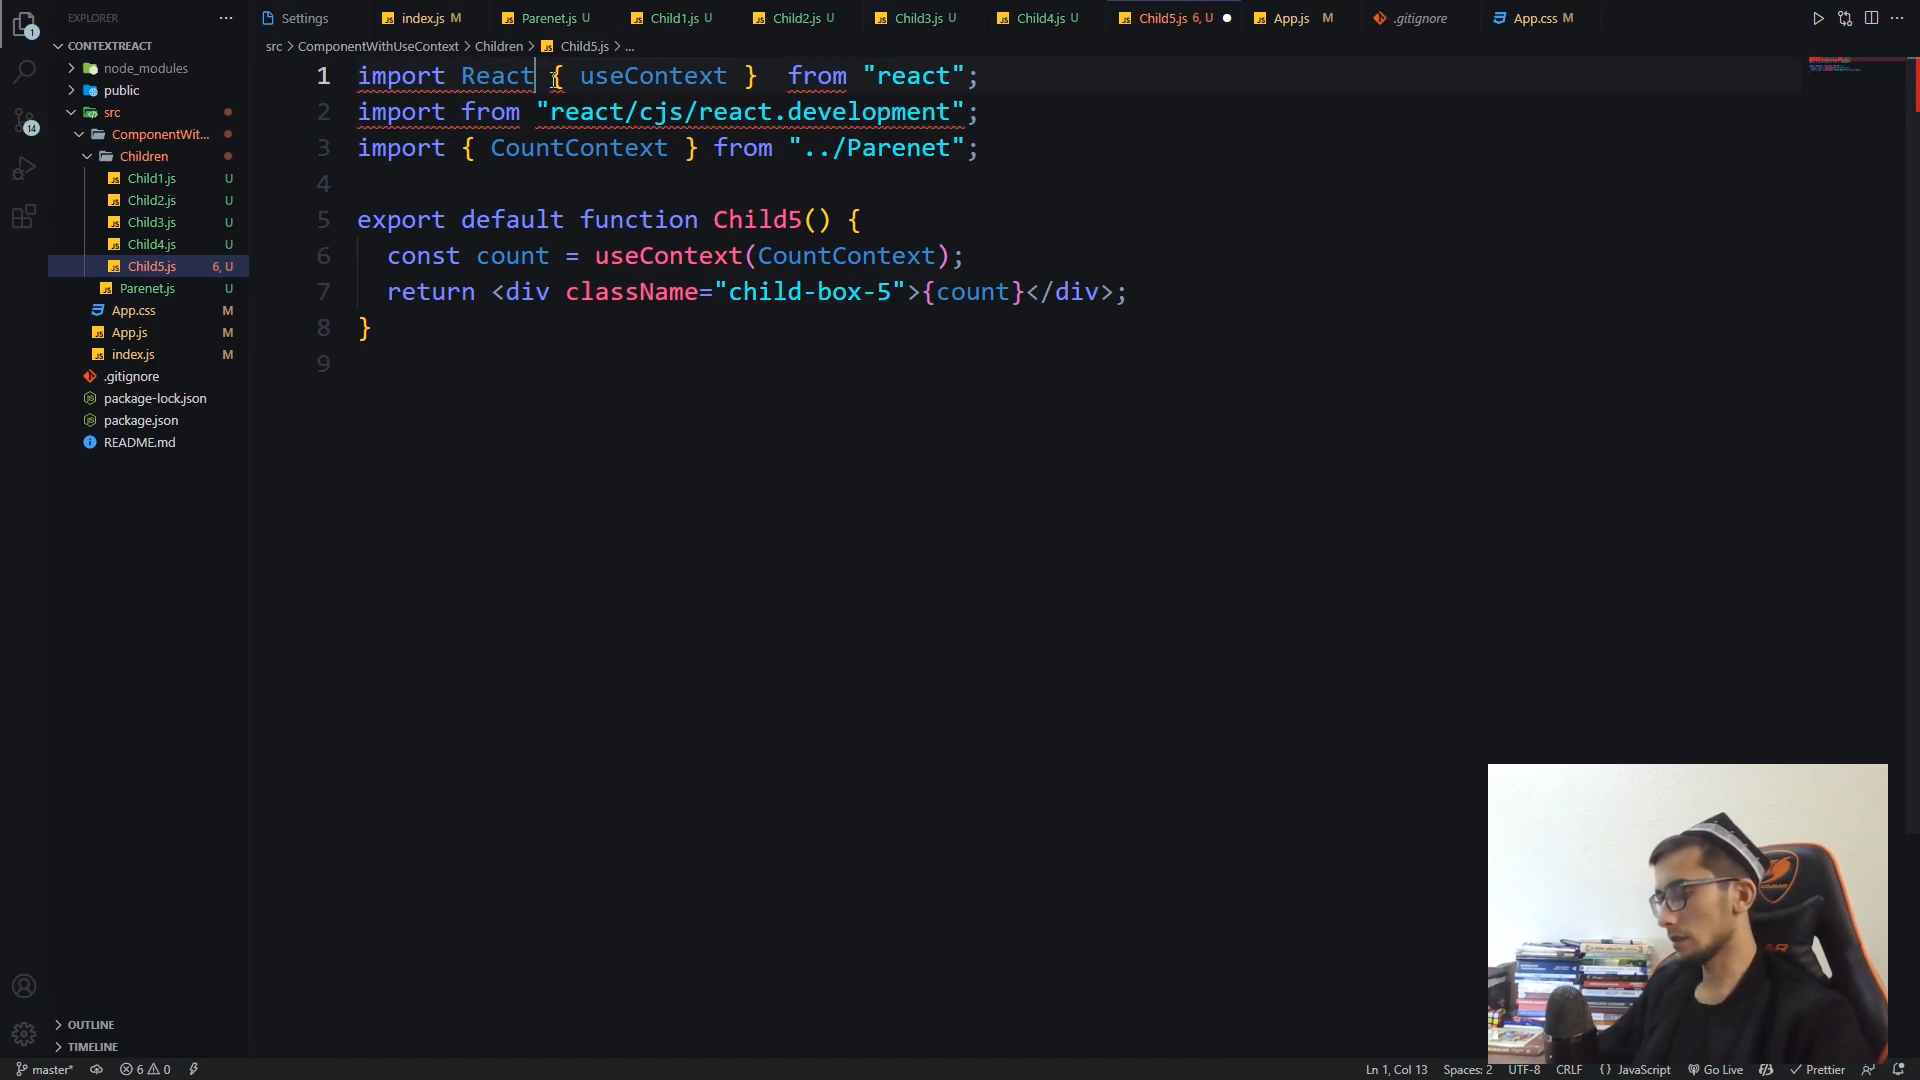 EXPLORER
Settings
index.js M
Parenet.js U
Child1.js U
Child2.js U
Child3.js U
Child4.js U
Child5.js 6, U
App.js M
.gitignore
App.css M
src > ComponentWithUseContext > Children > Child5.js > ...
CONTEXTREACT
node_modules
public
src
ComponentWit...
Children
Child1.js U
Child2.js U
Child3.js U
Child4.js U
Child5.js 6, U
Parenet.js U
App.css M
App.js M
index.js M
.gitignore
package-lock.json
package.json
README.md
OUTLINE
TIMELINE
1
14
1 import React { useContext }  from "react";
2 import from "react/cjs/react.development";
3 import { CountContext } from "../Parenet";
4
5 export default function Child5() {
6 const count = useContext(CountContext);
7 return <div className="child-box-5">{count}</div>;
8 }
9
master* 6 0 Ln 1, Col 13 Spaces: 2 UTF-8 CRLF {} JavaScript Go Live Prettier